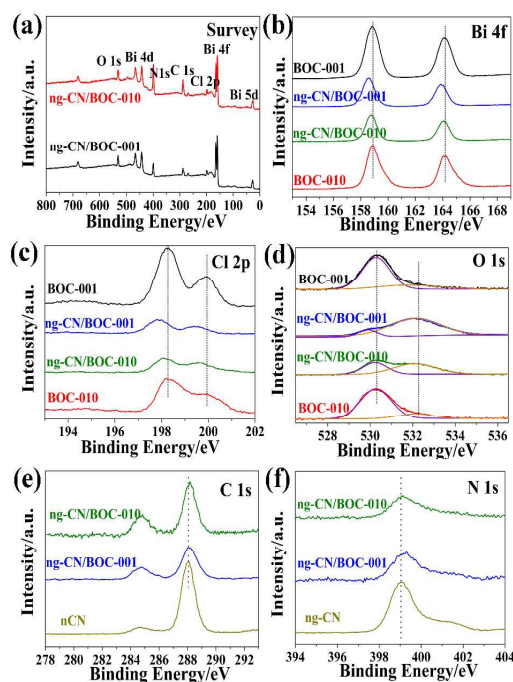 (a)
Survey
O 1s
Bi 4d
N1s
C 1s
Cl 2p
Bi 4f
Bi 5d
ng-CN/BOC-010
ng-CN/BOC-001
Intensity/a.u.
800 700 600 500 400 300 200 100 0
Binding Energy/eV
(b)
Bi 4f
BOC-001
ng-CN/BOC-001
ng-CN/BOC-010
BOC-010
Intensity/a.u.
154 156 158 160 162 164 166 168
Binding Energy/eV
(c)
Cl 2p
BOC-001
ng-CN/BOC-001
ng-CN/BOC-010
BOC-010
Intensity/a.u.
194 196 198 200 202
Binding Energy/eV
(d)
O 1s
BOC-001
ng-CN/BOC-001
ng-CN/BOC-010
BOC-010
Intensity/a.u.
528 530 532 534 536
Binding Energy/eV
(e)
C 1s
ng-CN/BOC-010
ng-CN/BOC-001
nCN
Intensity/a.u.
278 280 282 284 286 288 290 292
Binding Energy/eV
(f)
N 1s
ng-CN/BOC-010
ng-CN/BOC-001
ng-CN
Intensity/a.u.
394 396 398 400 402 404
Binding Energy/eV